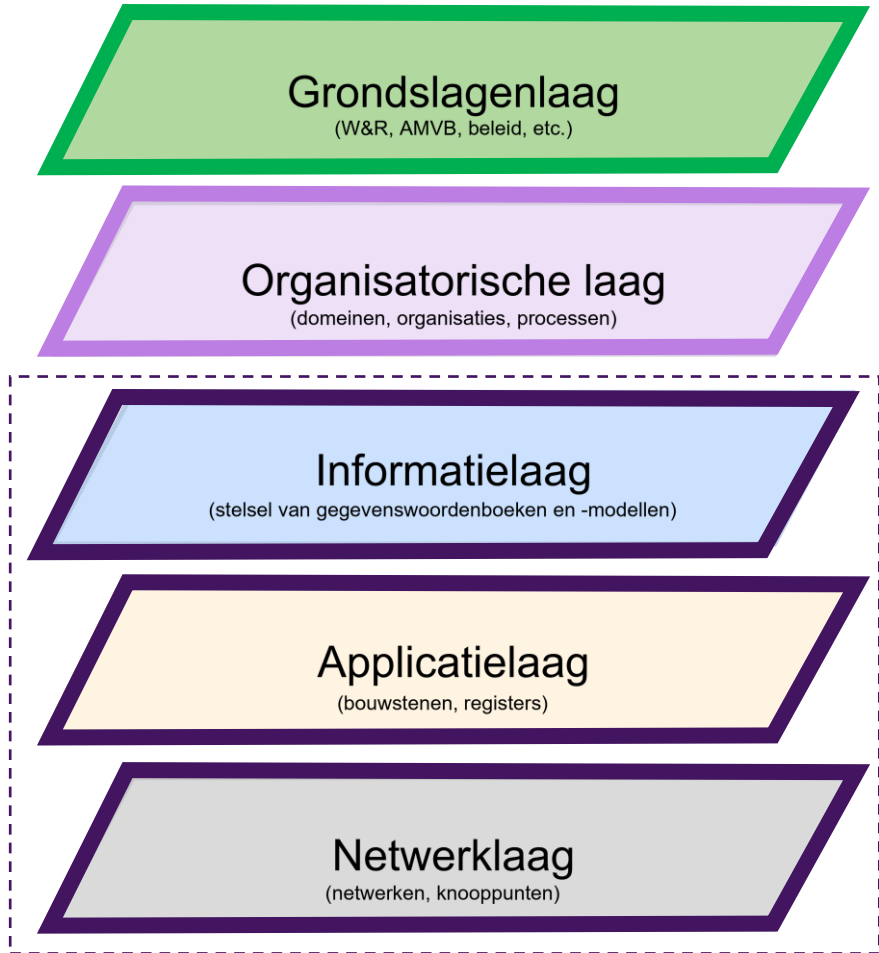 Grondslagenlaag
(W&R, AMVB, beleid, etc.)
Organisatorische laag
(domeinen, organisaties, processen)
Informatielaag
(stelsel van gegevenswoordenboeken en -modellen)
Applicatielaag
(bouwstenen, registers)
Netwerklaag
(netwerken, knooppunten)